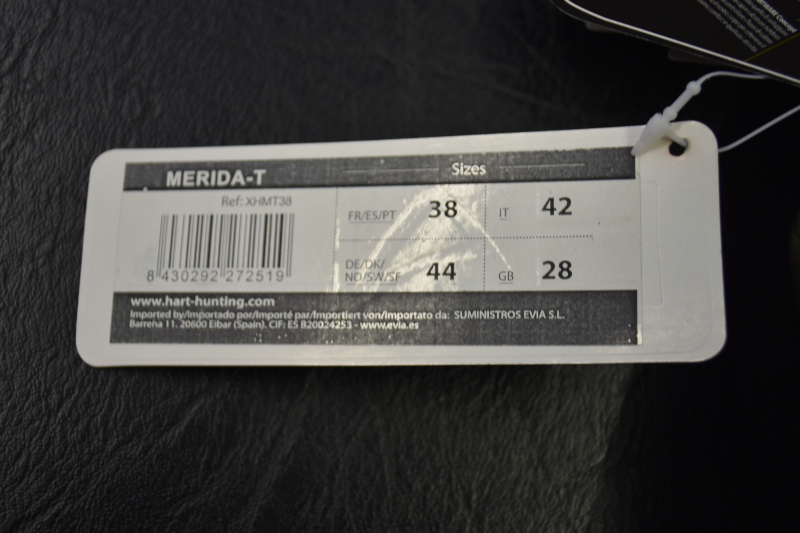 MERIDA-T
Sizes
Ref: XHMT38
8 430292 272519
FR/ES/PT 38
IT 42
DE/DK/
NO/SW/SF 44
GB 28
www.hart-hunting.com
Imported by/Importado por/Importé par/Importiert von/Importato da: SUMINISTROS EVIA S.L.
Barrena 11. 20600 Eibar (Spain). CIF: ES B20024253 - www.evia.es